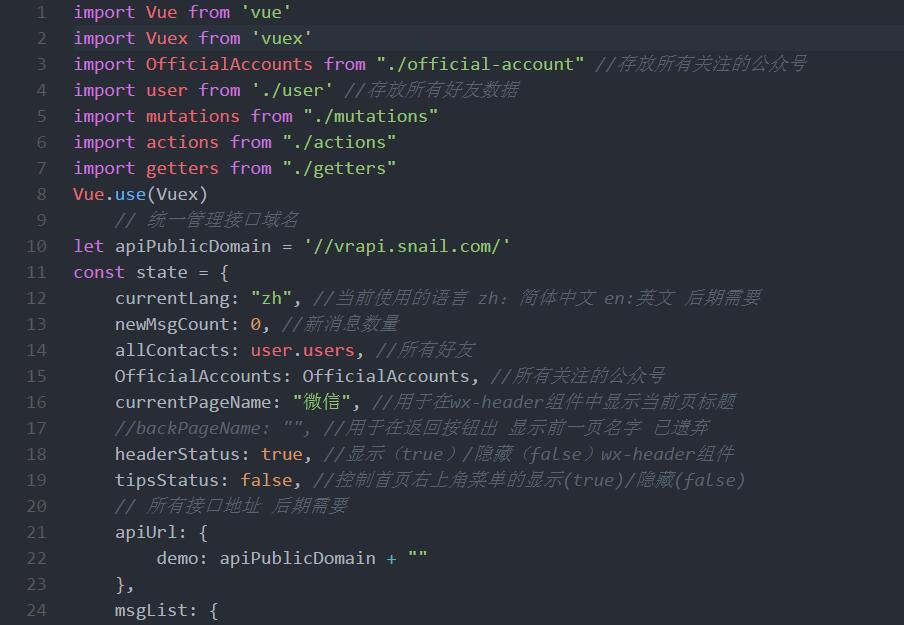 1 import Vue from 'vue'
2 import Vuex from 'vuex'
3 import OfficialAccounts from "./official-account" //存放所有关注的公众号
4 import user from './user' //存放所有好友数据
5 import mutations from "./mutations"
6 import actions from "./actions"
7 import getters from "./getters"
8 Vue.use(Vuex)
9     // 统一管理接口域名
10 let apiPublicDomain = '//vrapi.snail.com/'
11 const state = {
12     currentLang: "zh", //当前使用的语言 zh：简体中文 en:英文 后期需要
13     newMsgCount: 0, //新消息数量
14     allContacts: user.users, //所有好友
15     OfficialAccounts: OfficialAccounts, //所有关注的公众号
16     currentPageName: "微信", //用于在wx-header组件中显示当前页标题
17     //backPageName: "", //用于在返回按钮出 显示前一页名字 已遗弃
18     headerStatus: true, //显示（true）/隐藏（false）wx-header组件
19     tipsStatus: false, //控制首页右上角菜单的显示(true)/隐藏(false)
20     // 所有接口地址 后期需要
21     apiUrl: {
22         demo: apiPublicDomain + ""
23     },
24     msgList: {